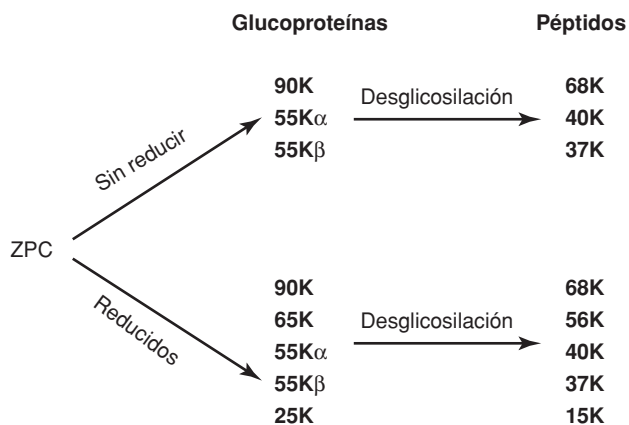 Glucoproteínas Péptidos
90K Desglicosilación 68K
55Kα 40K
55Kβ 37K
Sin reducir
ZPC
Reducidos
90K 68K
65K Desglicosilación 56K
55Kα 40K
55Kβ 37K
25K 15K